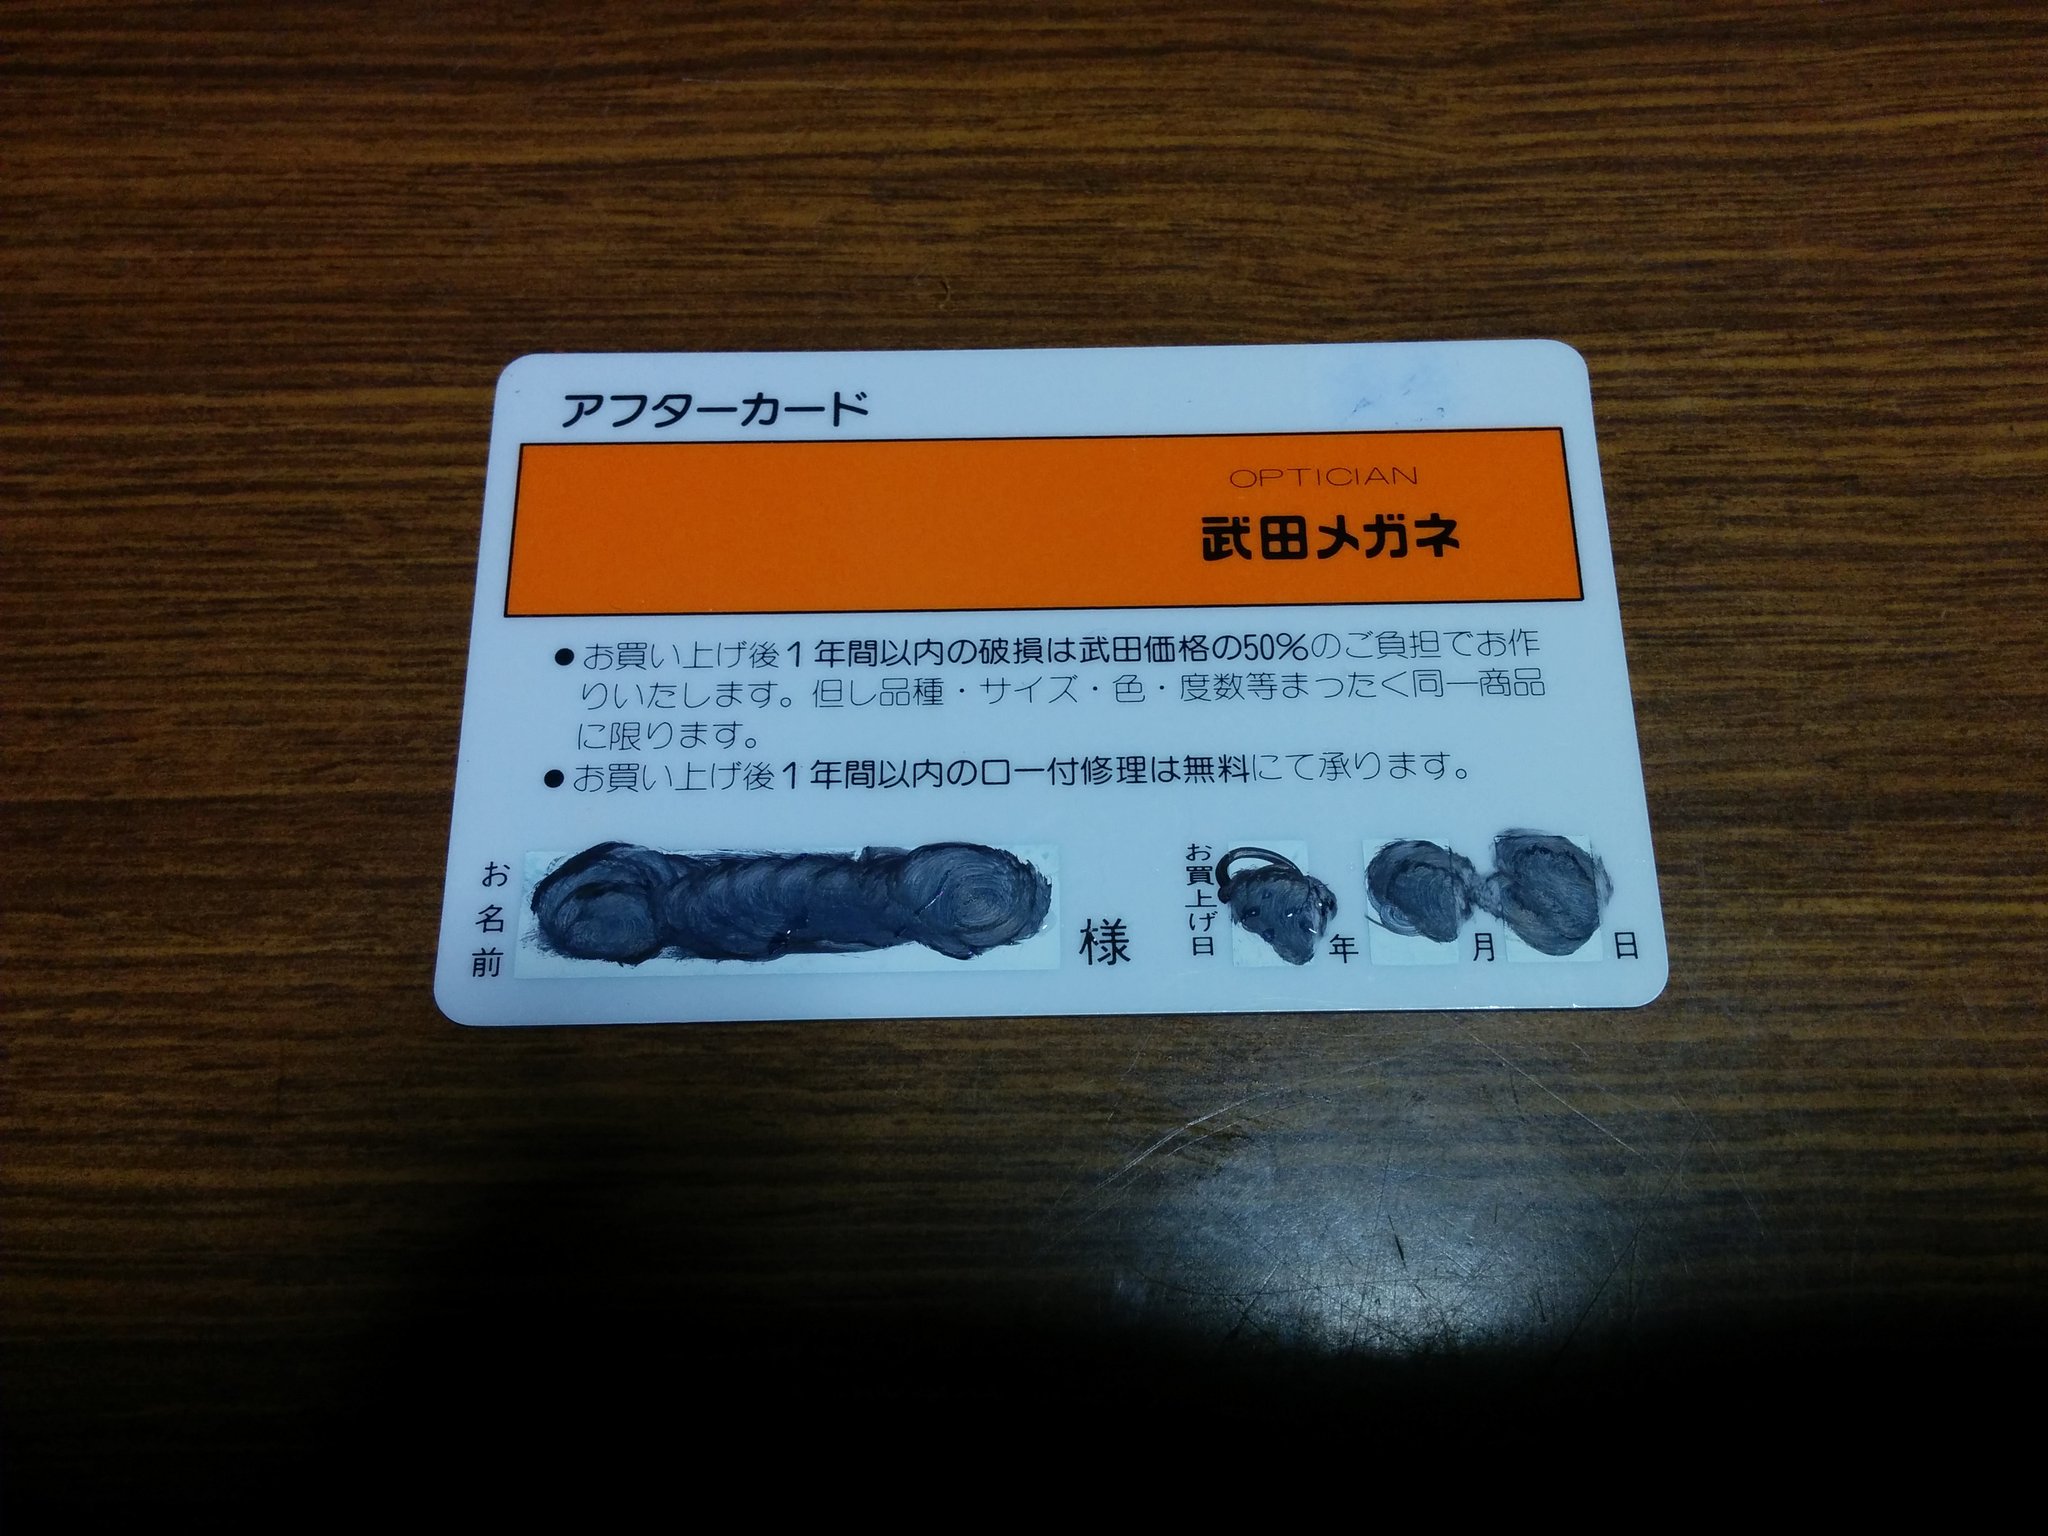 アフターカード
OPTICIAN
武田メガネ
●お買い上げ後1年間以内の破損は武田価格の50%のご負担でお作
りいたします。但し品種・サイズ・色・度数等まったく同一商品
に限ります。
●お買い上げ後1年間以内のロー付修理は無料にて承ります。
お名前 様 お買上げ日 年 月 日